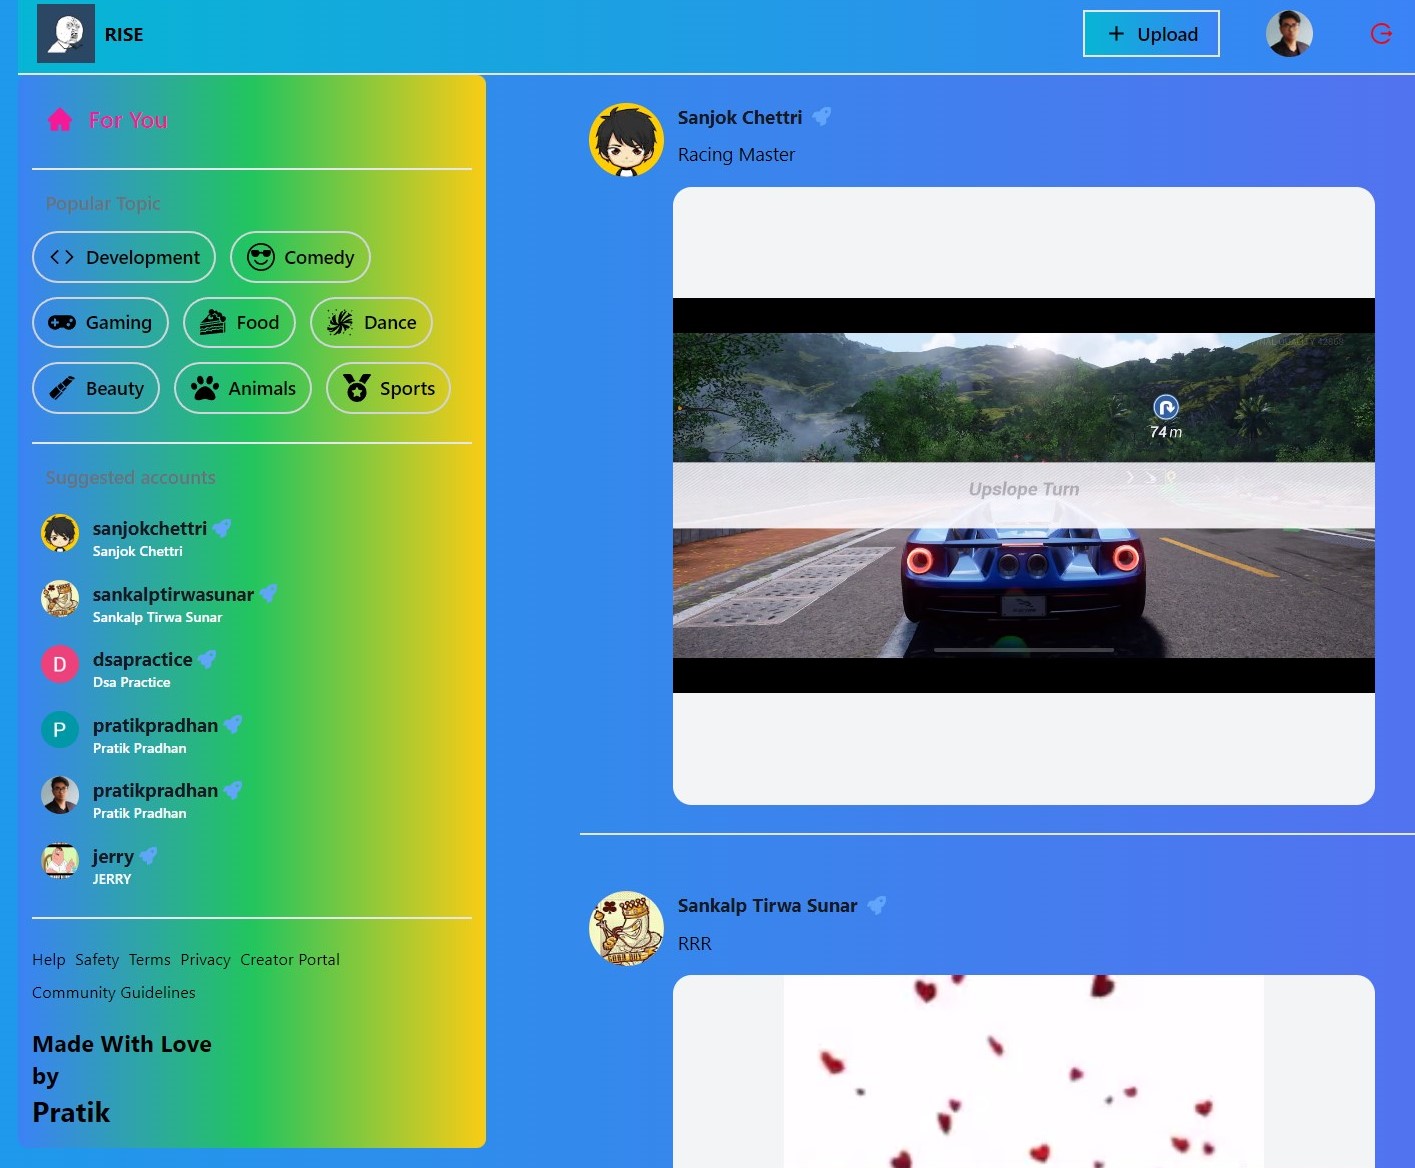 RISE
Upload
For You
Popular Topic
Development Comedy
Gaming Food Dance
Beauty Animals Sports
Suggested accounts
sanjokchettri
Sanjok Chettri
sankalptirwasunar
Sankalp Tirwa Sunar
D
dsapractice
Dsa Practice
P
pratikpradhan
Pratik Pradhan
pratikpradhan
Pratik Pradhan
jerry
JERRY
Help Safety Terms Privacy Creator Portal
Community Guidelines
Made With Love
by
Pratik
Sanjok Chettri
Racing Master
74 m
Upslope Turn
Sankalp Tirwa Sunar
RRR